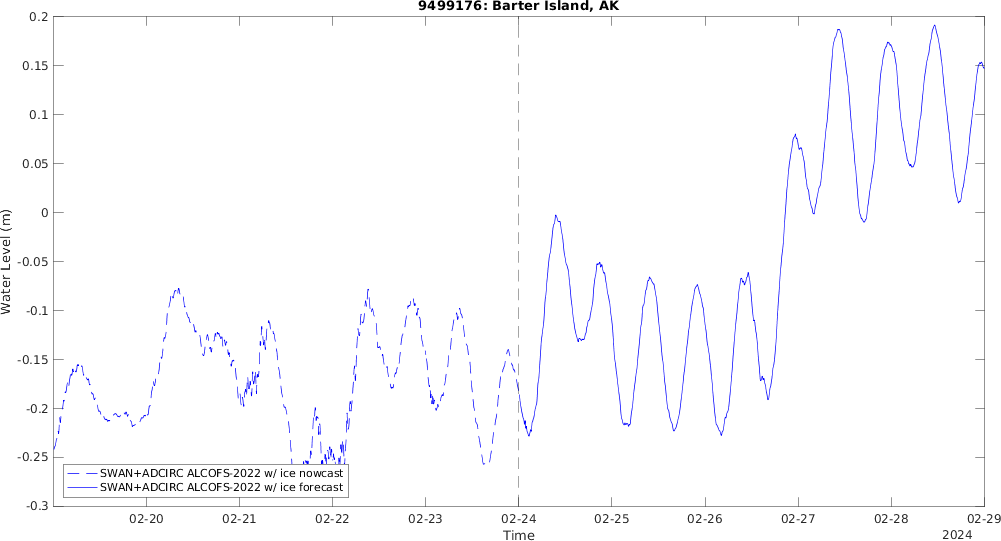 9499176: Barter Island, AK
0.2
0.15
0.1
0.05
0
-0.05
-0.1
-0.15
-0.2
-0.25
-0.3
Water Level (m)
SWAN+ADCIRC ALCOFS-2022 w/ ice nowcast
SWAN+ADCIRC ALCOFS-2022 w/ ice forecast
02-20 02-21 02-22 02-23 02-24 02-25 02-26 02-27 02-28 02-29
Time
2024